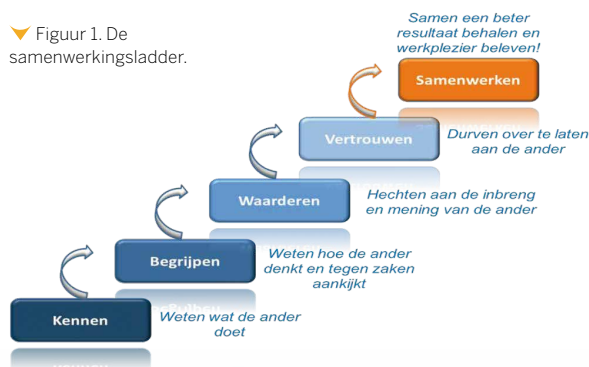 Figuur 1. De
samenwerkingsladder.
Samen een beter
resultaat behalen en
werkplezier beleven!
Samenwerken
Vertrouwen
Durven over te laten
aan de ander
Waarderen
Hechten aan de inbreng
en mening van de ander
Begrijpen
Weten hoe de ander
denkt en tegen zaken
aankijkt
Kennen
Weten wat de ander
doet